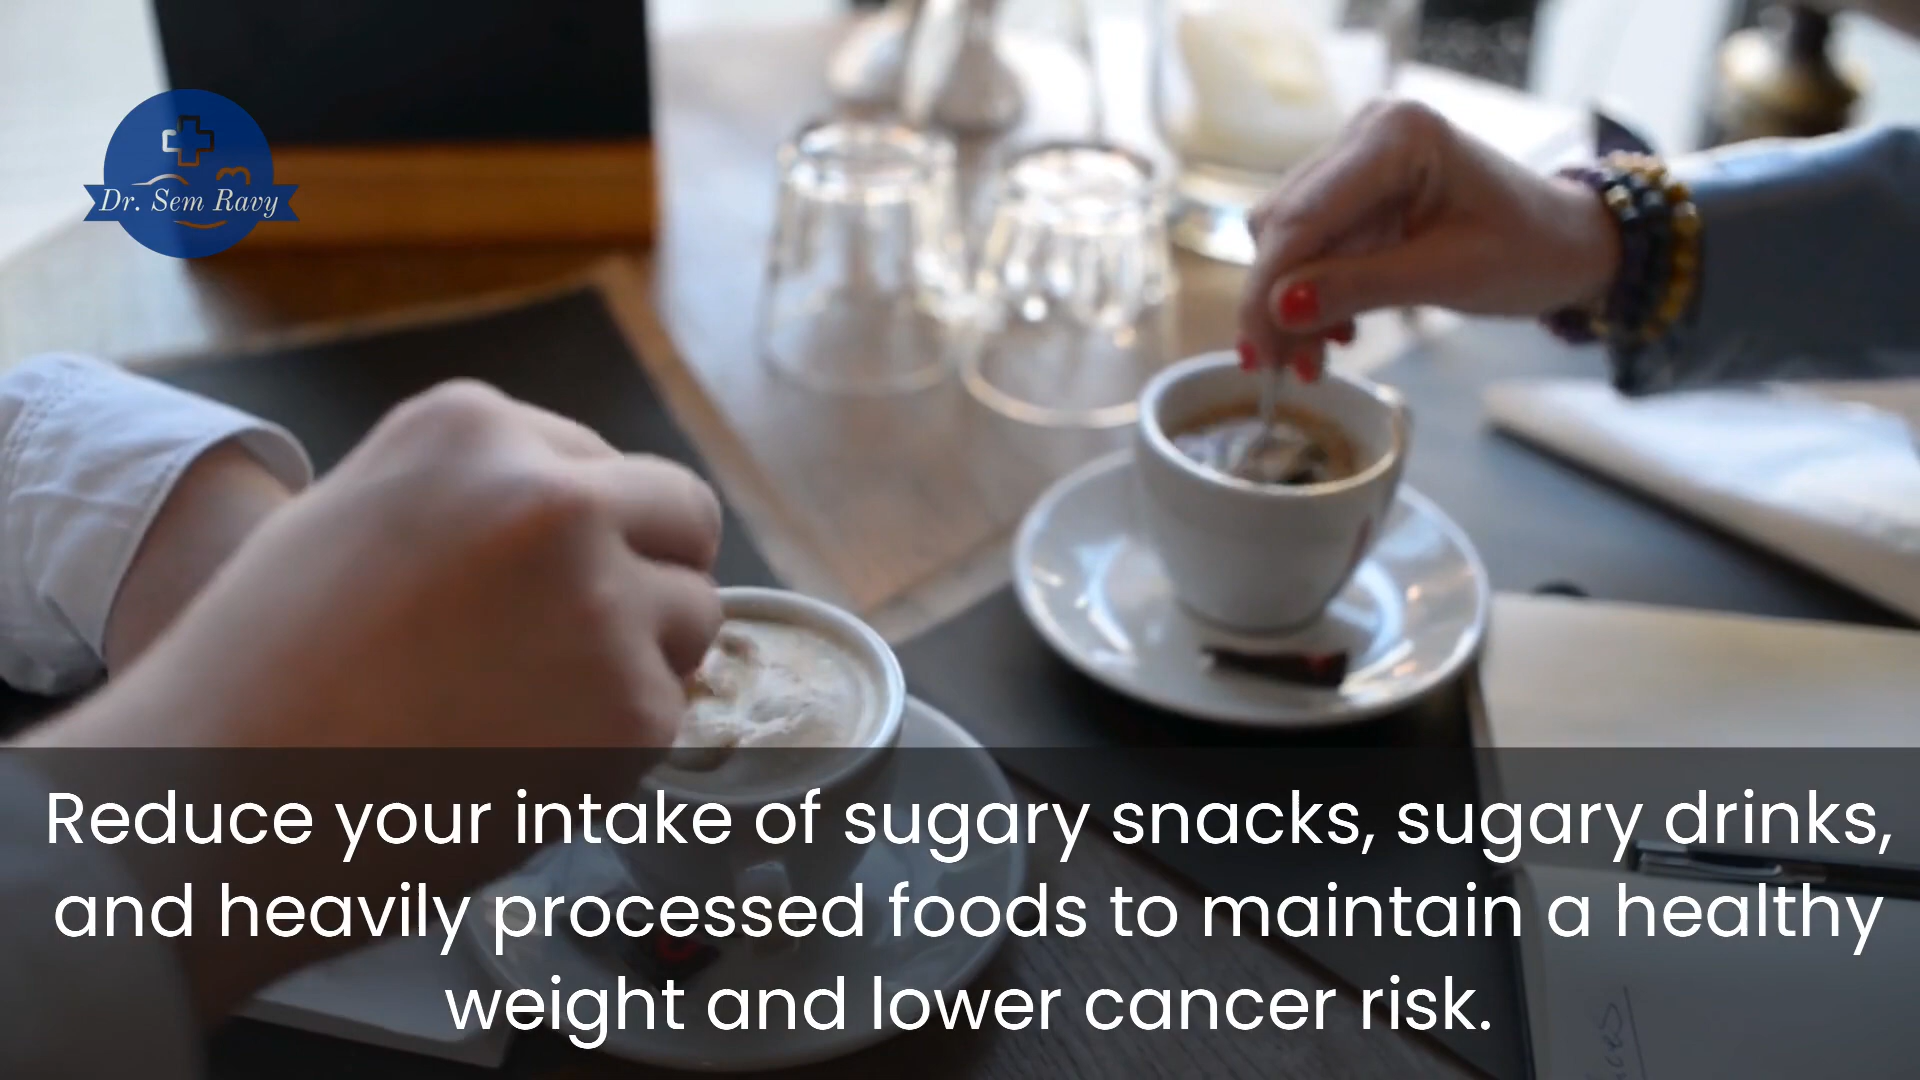 Dr. Sem Ravy
Reduce your intake of sugary snacks, sugary drinks,
and heavily processed foods to maintain a healthy
weight and lower cancer risk.